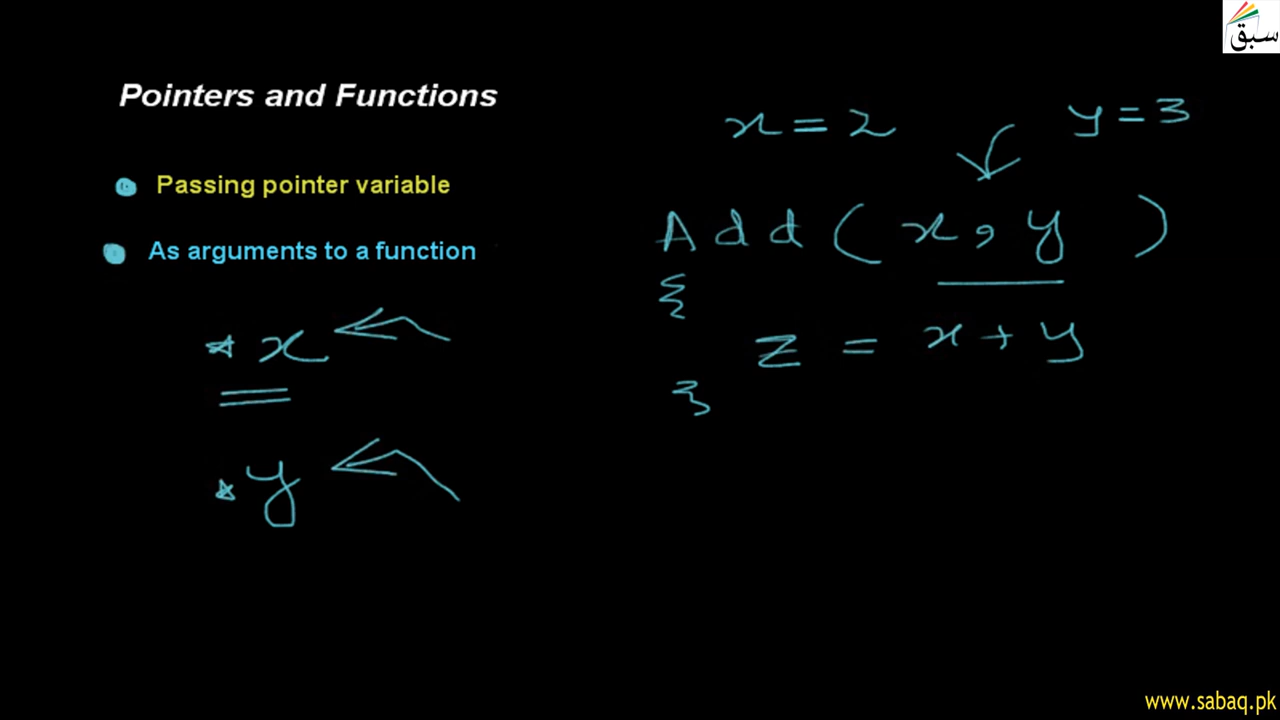 سبق
Pointers and Functions
x = 2
y = 3
Passing pointer variable
Add ( x, y )
As arguments to a function
{
* x
z = x + y
}
* y
www.sabaq.pk